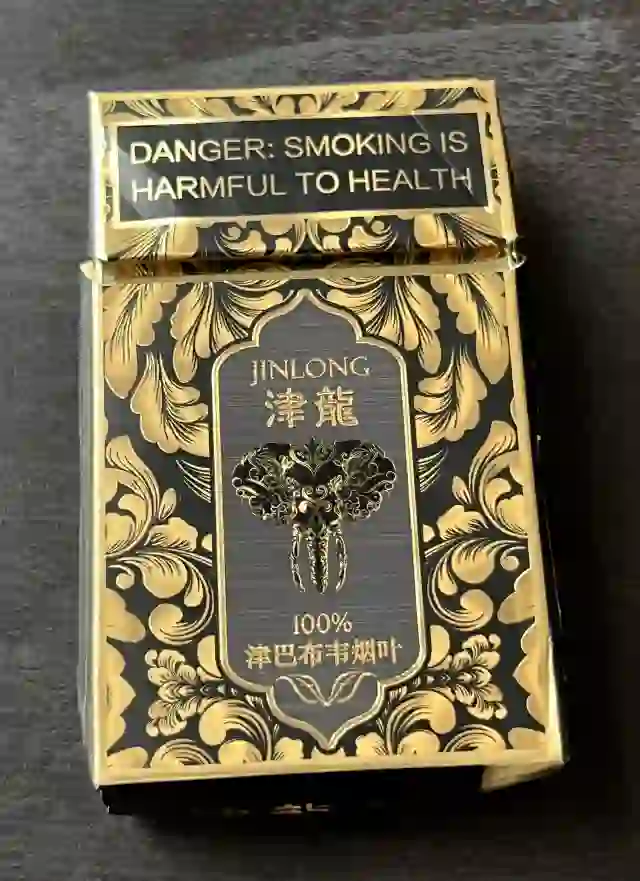 DANGER: SMOKING IS
HARMFUL TO HEALTH
JINLONG
津龍
100%
津巴布韦烟叶